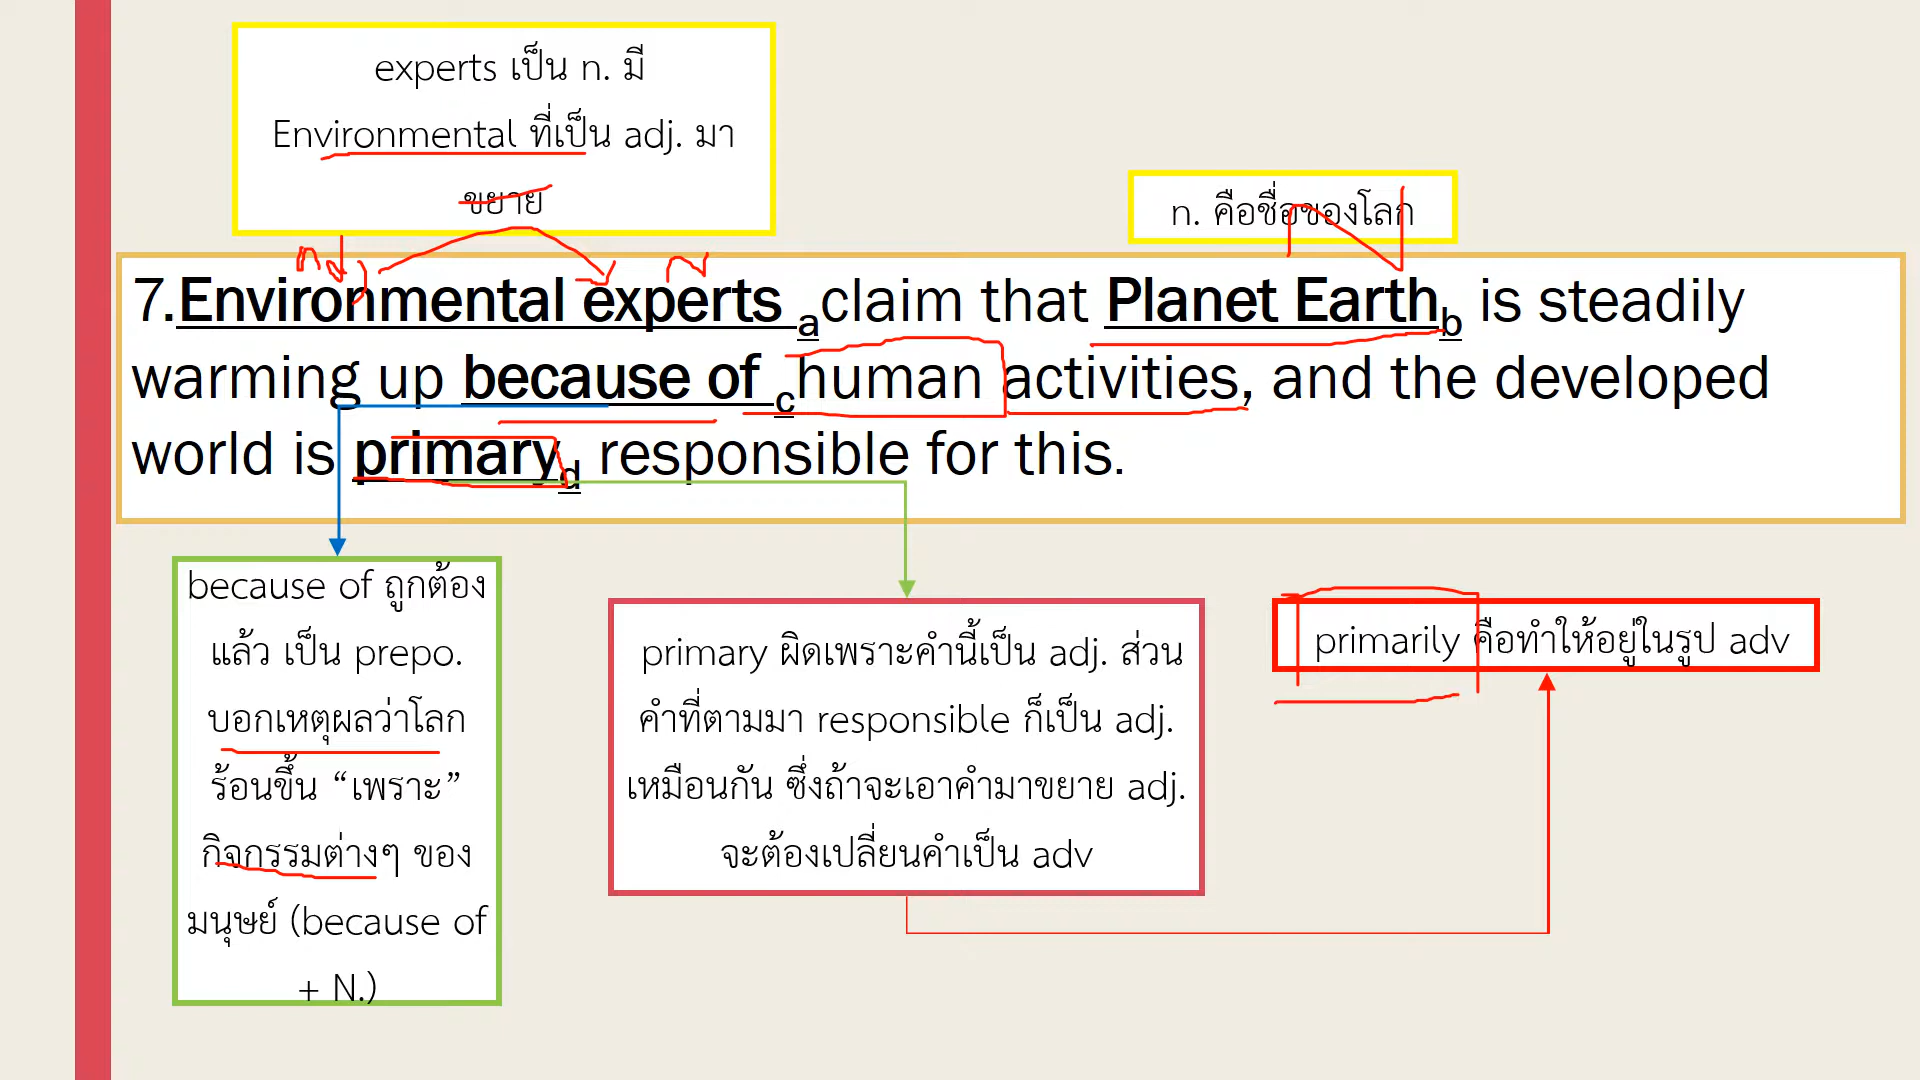 experts เป็น n. มี
Environmental ที่เป็น adj. มา
ขยาย
n. คือชื่อของโลก
7.Environmental experts a claim that Planet Earth b is steadily
warming up because of c human activities, and the developed
world is primary d responsible for this.
because of ถูกต้อง
แล้ว เป็น prepo.
บอกเหตุผลว่าโลก
ร้อนขึ้น “เพราะ”
กิจกรรมต่างๆ ของ
มนุษย์ (because of
+ N.)
primary ผิดเพราะคำนี้เป็น adj. ส่วน
คำที่ตามมา responsible ก็เป็น adj.
เหมือนกัน ซึ่งถ้าจะเอาคำมาขยาย adj.
จะต้องเปลี่ยนคำเป็น adv
primarily คือทำให้อยู่ในรูป adv